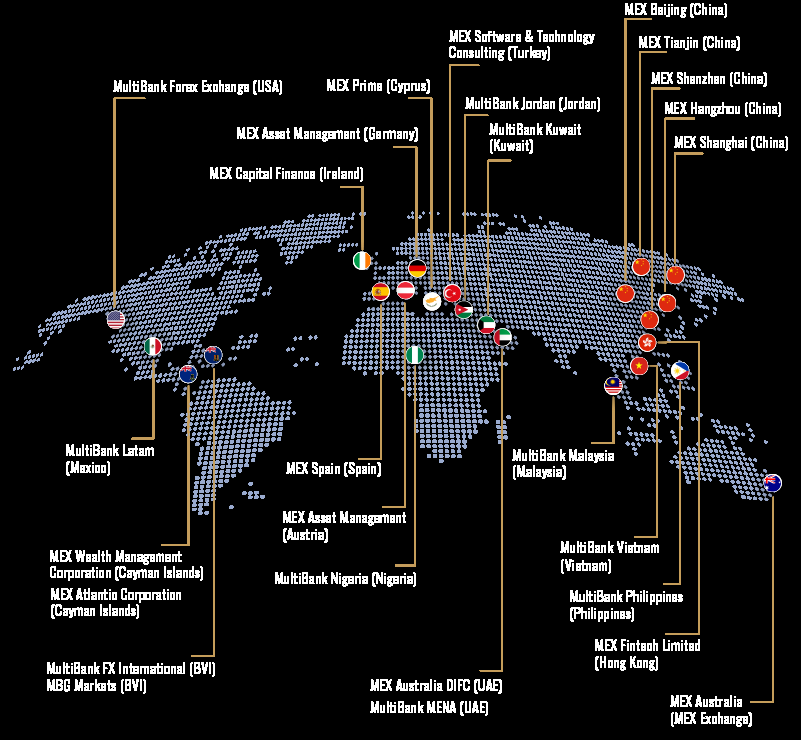 MEX Beijing (China)
MEX Software & Technology
Consulting (Turkey)
MEX Tianjin (China)
MEX Shenzhen (China)
MultiBank Forex Exhange (USA)
MEX Prime (Cyprus)
MultiBank Jordan (Jordan)
MEX Hangzhou (China)
MEX Asset Management (Germany)
MultiBank Kuwait
(Kuwait)
MEX Shanghai (China)
MEX Capital Finance (Ireland)
MultiBank Latam
(Mexico)
MEX Spain (Spain)
MultiBank Malaysia
(Malaysia)
MEX Asset Management
(Austria)
MEX Wealth Management
Corporation (Cayman Islands)
MEX Atlantic Corporation
(Cayman Islands)
MultiBank Nigeria (Nigeria)
MultiBank Vietnam
(Vietnam)
MultiBank Philippines
(Philippines)
MEX Fintech Limited
(Hong Kong)
MultiBank FX International (BVI)
MBG Markets (BVI)
MEX Australia DIFC (UAE)
MultiBank MENA (UAE)
MEX Australia
(MEX Exchange)